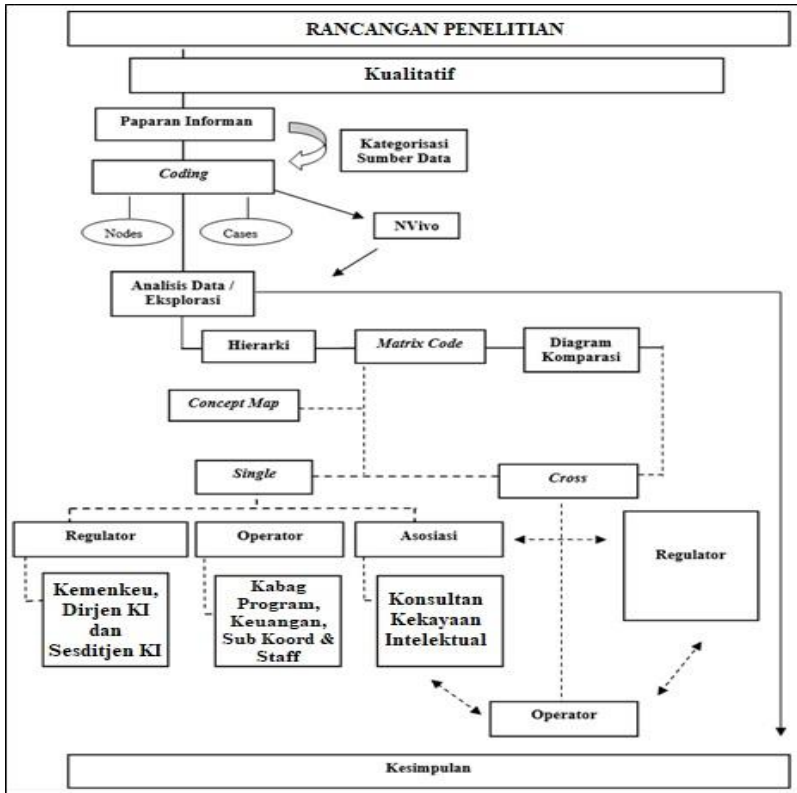 RANCANGAN PENELITIAN
Kualitatif
Paparan Informan
Kategorisasi
Sumber Data
Coding
Nodes
Cases
NVivo
Analisis Data /
Eksplorasi
Hierarki
Matrix Code
Diagram
Komparasi
Concept Map
Single
Cross
Regulator
Operator
Asosiasi
Regulator
Kemenkeu,
Dirjen KI
dan
Sesditjen KI
Kabag
Program,
Keuangan,
Sub Koord &
Staff
Konsultan
Kekayaan
Intelektual
Operator
Kesimpulan